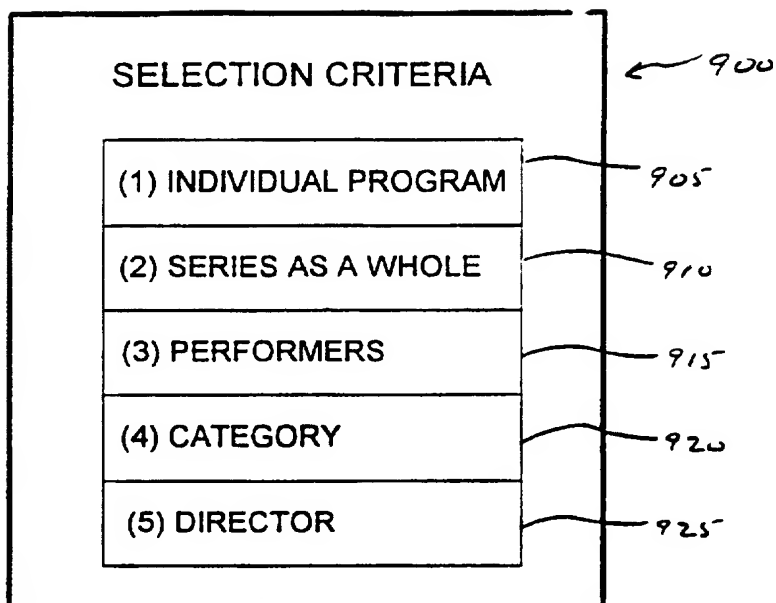 SELECTION CRITERIA
900
(1) INDIVIDUAL PROGRAM
905
(2) SERIES AS A WHOLE
910
(3) PERFORMERS
915
(4) CATEGORY
920
(5) DIRECTOR
925